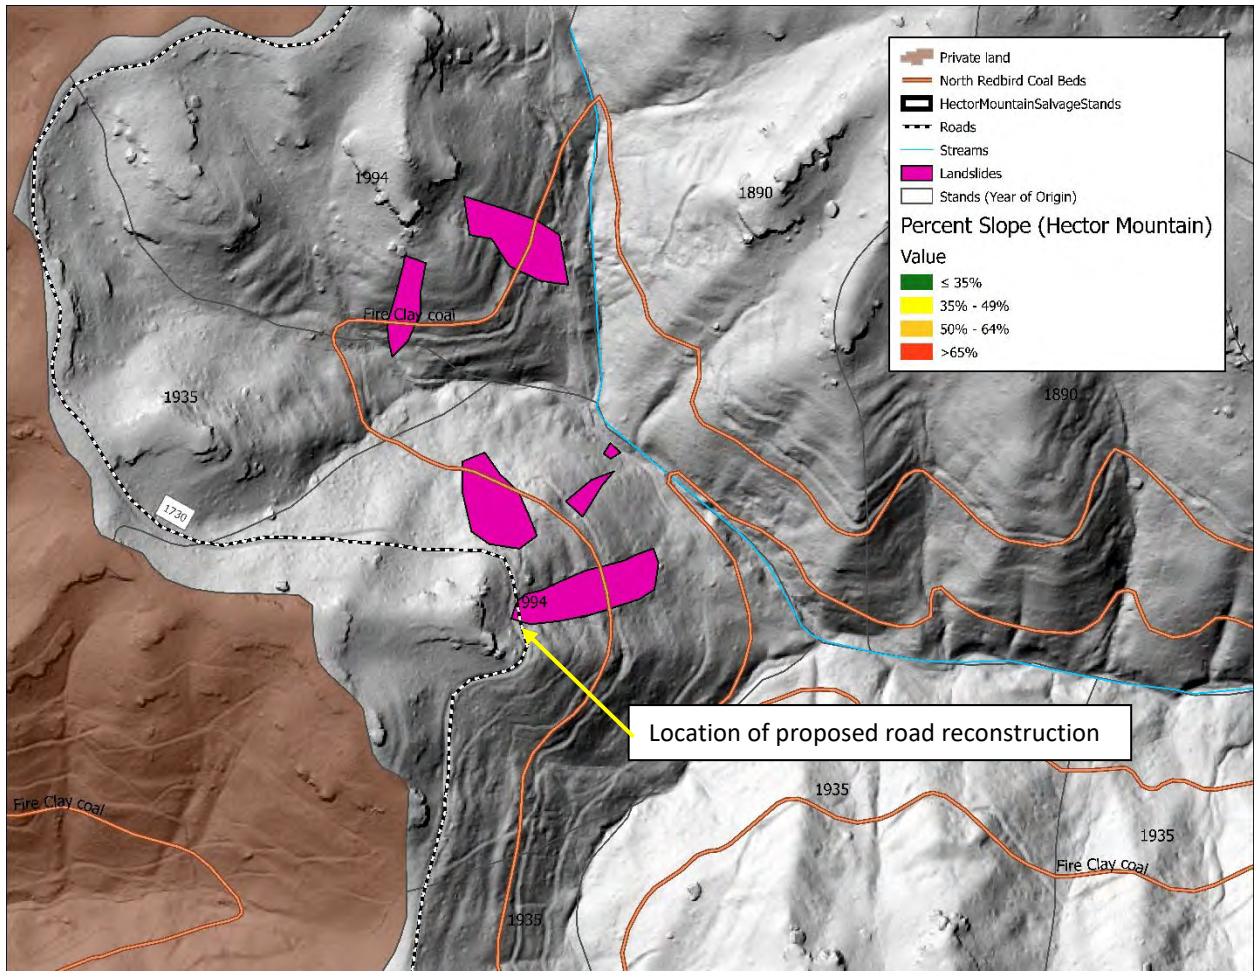 Private land
North Redbird Coal Beds
HectorMountainSalvageStands
Roads
Streams
Landslides
Stands (Year of Origin)
Percent Slope (Hector Mountain)
Value
≤ 35%
35% - 49%
50% - 64%
>65%
1994
1890
Fire Clay coal
1935
1890
1730
994
Location of proposed road reconstruction
Fire Clay coal
1935
1935
Fire Clay coal
1935